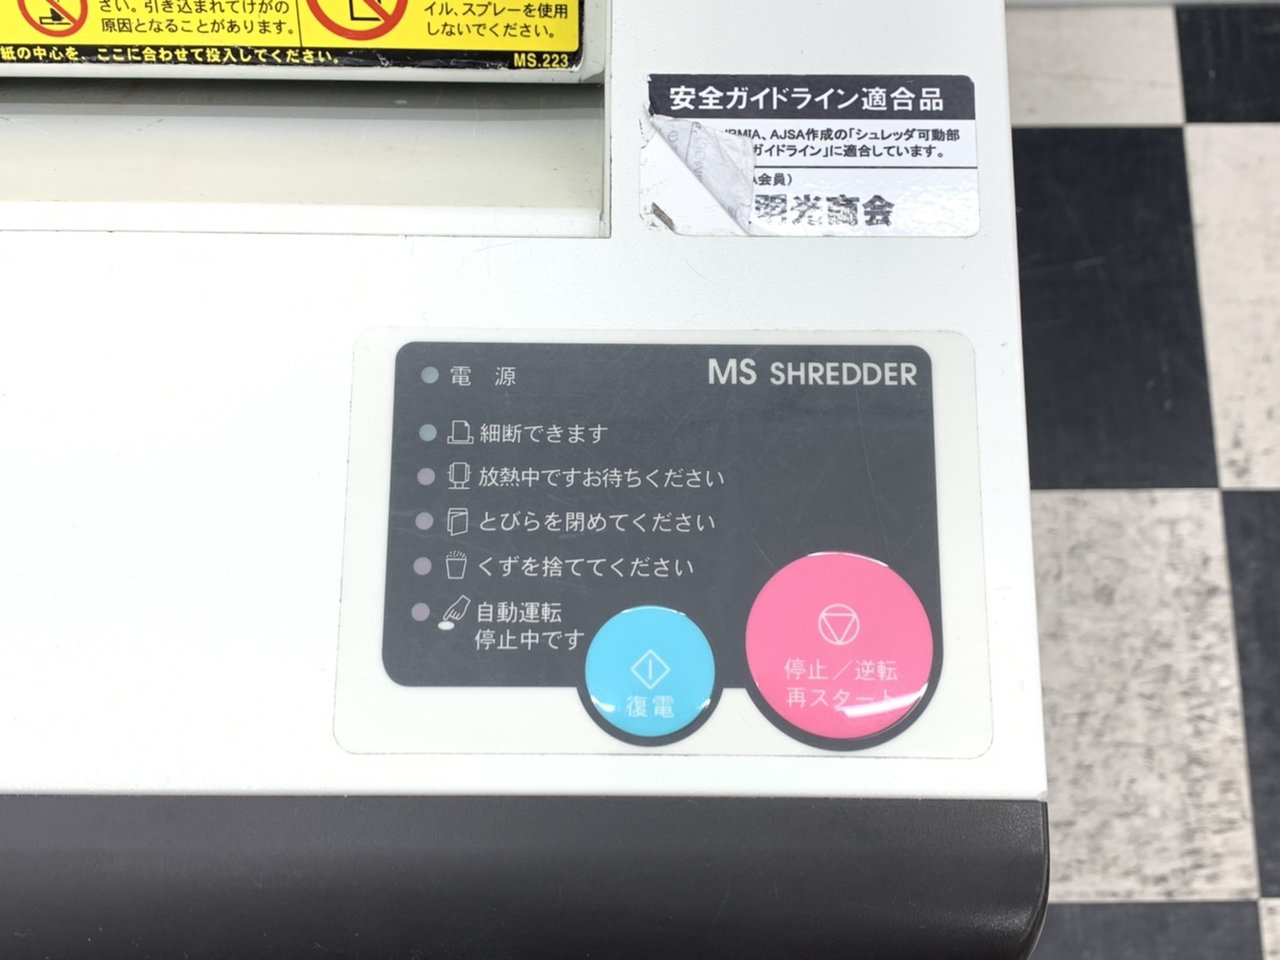 さい。引き込まれてけがの
原因となることがあります。
イル、スプレーを使用
しないでください。
紙の中心を、ここに合わせて投入してください。
MS.223
安全ガイドライン適合品
、AJSA作成の「シュレッダ可動部
ガイドライン」に適合しています。
会員）
明光商会
電 源
MS SHREDDER
細断できます
放熱中ですお待ちください
とびらを閉めてください
くずを捨ててください
自動運転
停止中です
復電
停止／逆転
再スタート